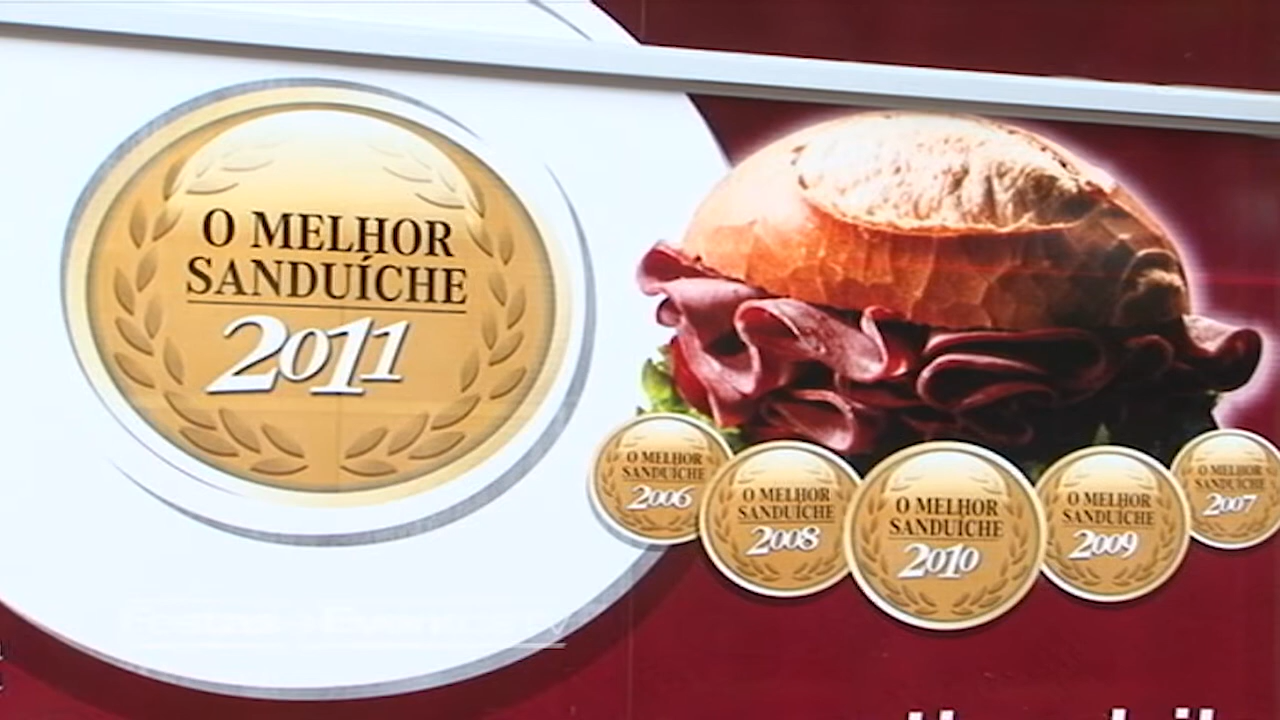 O MELHOR
SANDUÍCHE
2011
O MELHOR
SANDUÍCHE
2006
O MELHOR
SANDUÍCHE
2008
O MELHOR
SANDUÍCHE
2010
O MELHOR
SANDUÍCHE
2009
O MELHOR
SANDUÍCHE
2007